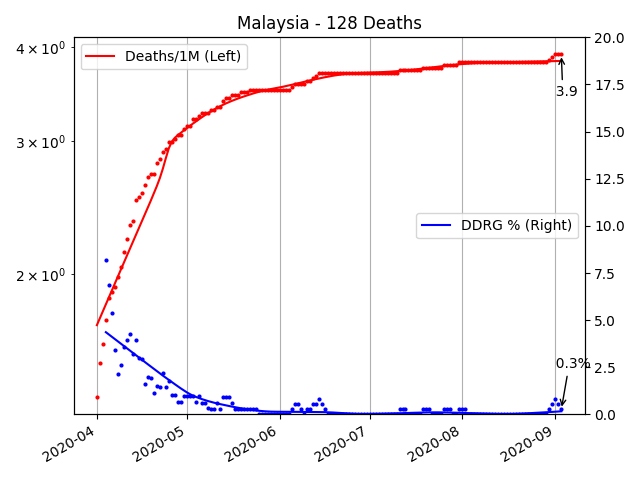 Malaysia - 128 Deaths
4 × 10⁰
3 × 10⁰
2 × 10⁰
Deaths/1M (Left)
DDRG % (Right)
3.9
0.3%
20.0
17.5
15.0
12.5
10.0
7.5
5.0
2.5
0.0
2020-04
2020-05
2020-06
2020-07
2020-08
2020-09